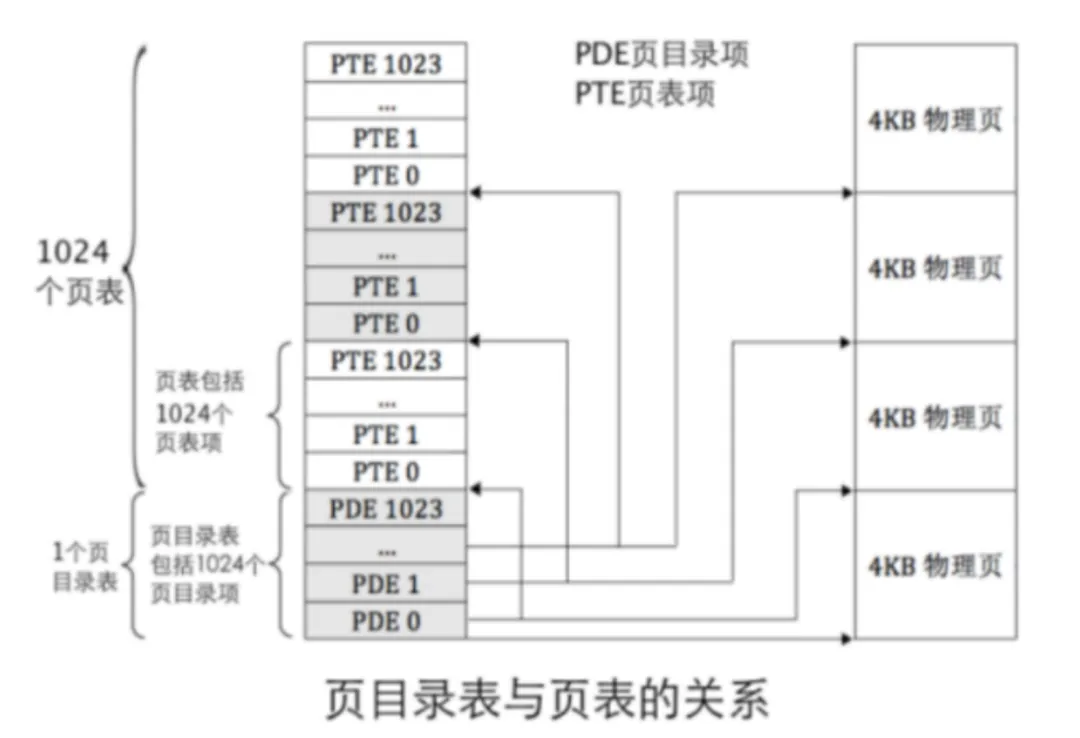 PDE页目录项
PTE页表项
PTE 1023
...
PTE 1
PTE 0
PTE 1023
...
PTE 1
PTE 0
PTE 1023
...
PTE 1
PTE 0
PDE 1023
...
PDE 1
PDE 0
1024
个页表
页表包括
1024个
页表项
1个页
目录表
页目录表
包括1024个
页目录项
4KB 物理页
4KB 物理页
4KB 物理页
4KB 物理页
页目录表与页表的关系